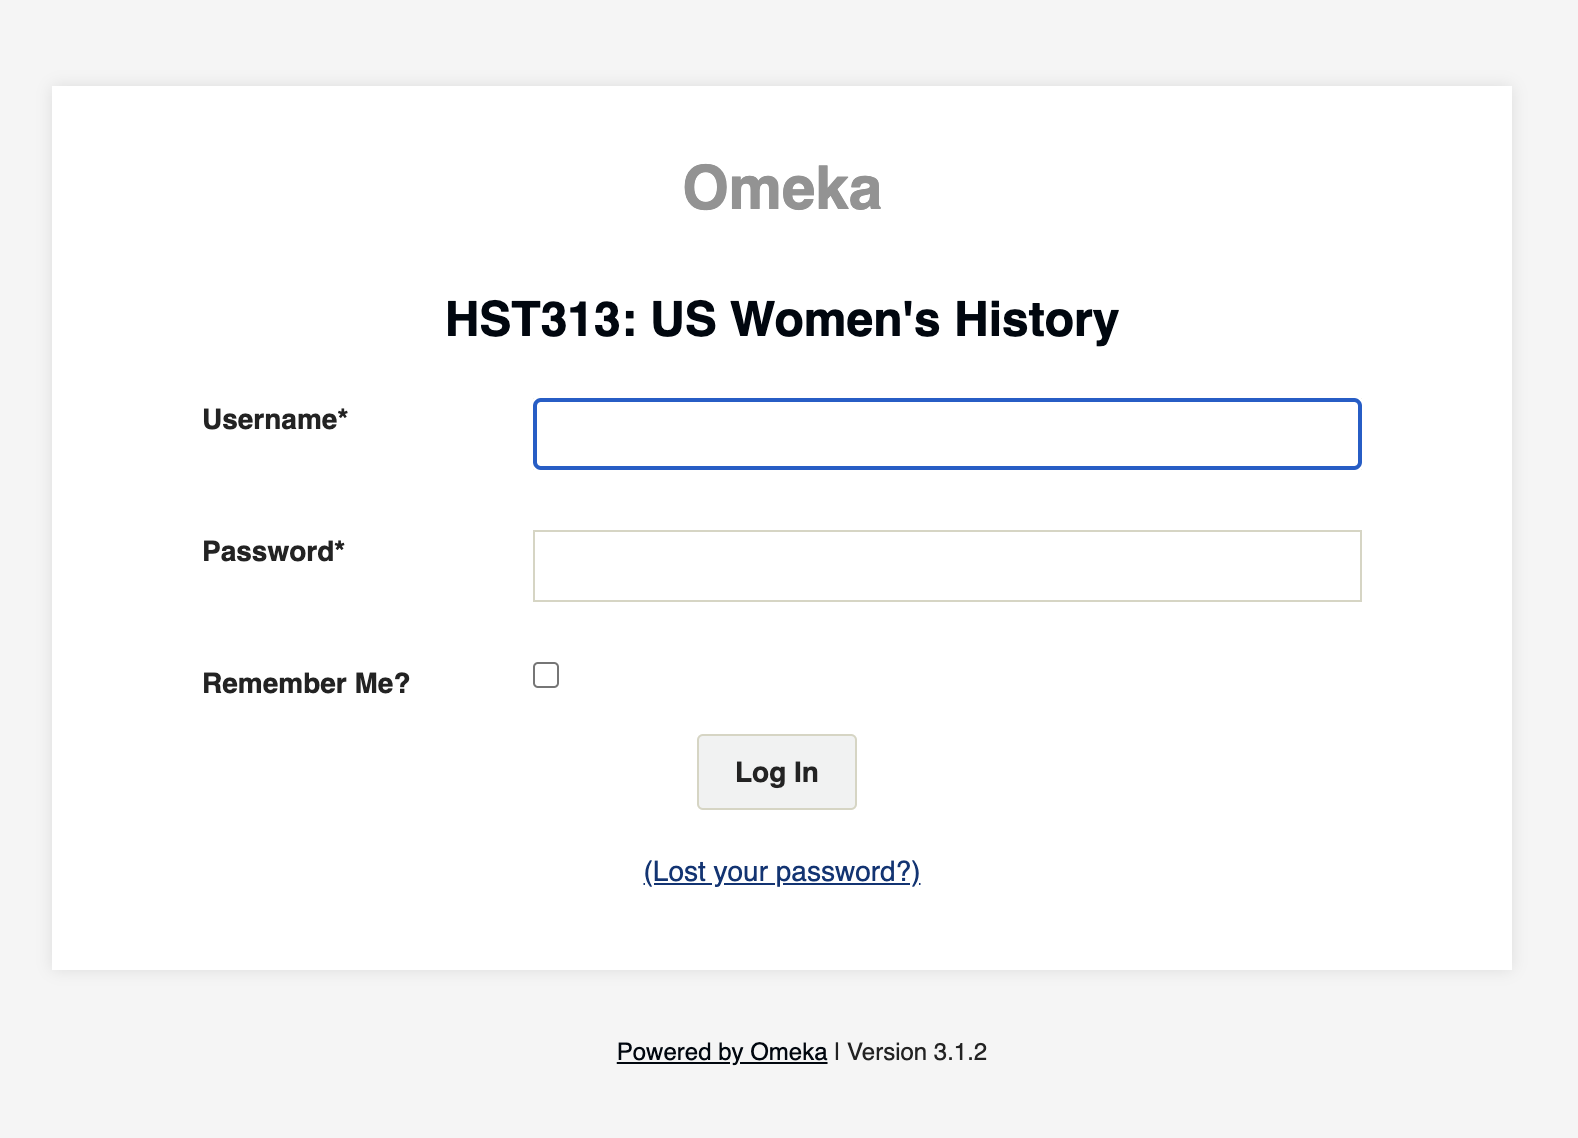 Omeka
HST313: US Women's History
Username*
Password*
Remember Me?
Log In
(Lost your password?)
Powered by Omeka | Version 3.1.2